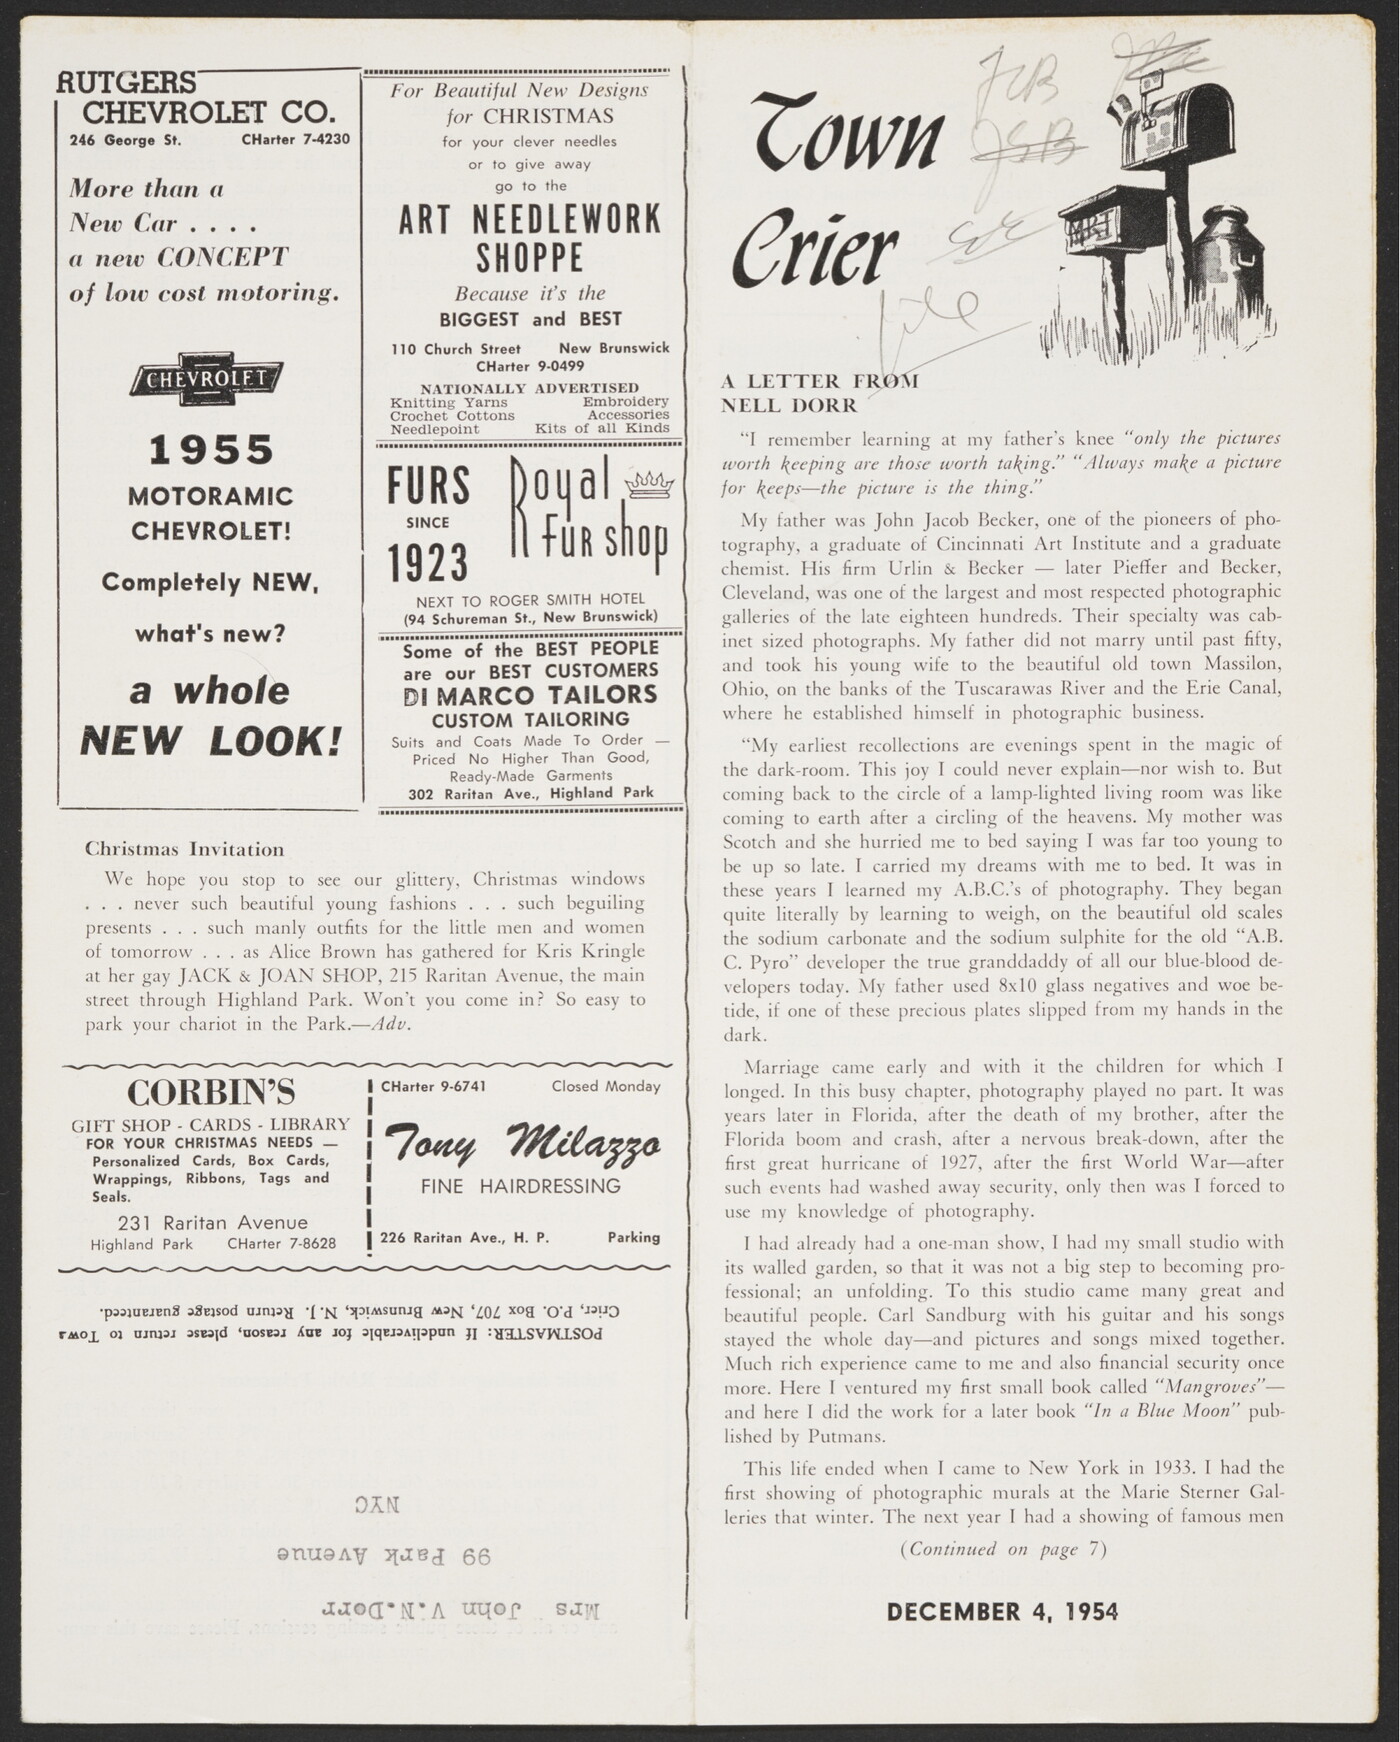 RUTGERS
CHEVROLET CO.
246 George St. CHarter 7-4230
More than a
New Car . . . .
a new CONCEPT
of low cost motoring.
CHEVROLET
1955
MOTORAMIC
CHEVROLET!
Completely NEW,
what's new?
a whole
NEW LOOK!
For Beautiful New Designs
for CHRISTMAS
for your clever needles
or to give away
go to the
ART NEEDLEWORK
SHOPPE
Because it's the
BIGGEST and BEST
110 Church Street New Brunswick
CHarter 9-0499
NATIONALLY ADVERTISED
Knitting Yarns Embroidery
Crochet Cottons Accessories
Needlepoint Kits of all Kinds
FURS
SINCE
1923
Royal
Fur shop
NEXT TO ROGER SMITH HOTEL
(94 Schureman St., New Brunswick)
Some of the BEST PEOPLE
are our BEST CUSTOMERS
DI MARCO TAILORS
CUSTOM TAILORING
Suits and Coats Made To Order —
Priced No Higher Than Good,
Ready-Made Garments
302 Raritan Ave., Highland Park
Christmas Invitation
We hope you stop to see our glittery, Christmas windows
. . . never such beautiful young fashions . . . such beguiling
presents . . . such manly outfits for the little men and women
of tomorrow . . . as Alice Brown has gathered for Kris Kringle
at her gay JACK & JOAN SHOP, 215 Raritan Avenue, the main
street through Highland Park. Won't you come in? So easy to
park your chariot in the Park.—Adv.
CORBIN'S
GIFT SHOP - CARDS - LIBRARY
FOR YOUR CHRISTMAS NEEDS —
Personalized Cards, Box Cards,
Wrappings, Ribbons, Tags and
Seals.
231 Raritan Avenue
Highland Park CHarter 7-8628
CHarter 9-6741 Closed Monday
Tony Milazzo
FINE HAIRDRESSING
226 Raritan Ave., H. P. Parking
POSTMASTER: If undeliverable for any reason, please return to Town
Crier, P.O. Box 707, New Brunswick, N.J. Return postage guaranteed.
Mrs John V.N.Dorr
99 Park Avenue
NYC
Town
Crier
JCB
JSB
file
A LETTER FROM
NELL DORR
"I remember learning at my father's knee "only the pictures
worth keeping are those worth taking." "Always make a picture
for keeps—the picture is the thing."
My father was John Jacob Becker, one of the pioneers of pho-
tography, a graduate of Cincinnati Art Institute and a graduate
chemist. His firm Urlin & Becker — later Pieffer and Becker,
Cleveland, was one of the largest and most respected photographic
galleries of the late eighteen hundreds. Their specialty was cab-
inet sized photographs. My father did not marry until past fifty,
and took his young wife to the beautiful old town Massilon,
Ohio, on the banks of the Tuscarawas River and the Erie Canal,
where he established himself in photographic business.
"My earliest recollections are evenings spent in the magic of
the dark-room. This joy I could never explain—nor wish to. But
coming back to the circle of a lamp-lighted living room was like
coming to earth after a circling of the heavens. My mother was
Scotch and she hurried me to bed saying I was far too young to
be up so late. I carried my dreams with me to bed. It was in
these years I learned my A.B.C.'s of photography. They began
quite literally by learning to weigh, on the beautiful old scales
the sodium carbonate and the sodium sulphite for the old "A.B.
C. Pyro" developer the true granddaddy of all our blue-blood de-
velopers today. My father used 8x10 glass negatives and woe be-
tide, if one of these precious plates slipped from my hands in the
dark.
Marriage came early and with it the children for which I
longed. In this busy chapter, photography played no part. It was
years later in Florida, after the death of my brother, after the
Florida boom and crash, after a nervous break-down, after the
first great hurricane of 1927, after the first World War—after
such events had washed away security, only then was I forced to
use my knowledge of photography.
I had already had a one-man show, I had my small studio with
its walled garden, so that it was not a big step to becoming pro-
fessional; an unfolding. To this studio came many great and
beautiful people. Carl Sandburg with his guitar and his songs
stayed the whole day—and pictures and songs mixed together.
Much rich experience came to me and also financial security once
more. Here I ventured my first small book called "Mangroves"—
and here I did the work for a later book "In a Blue Moon" pub-
lished by Putmans.
This life ended when I came to New York in 1933. I had the
first showing of photographic murals at the Marie Sterner Gal-
leries that winter. The next year I had a showing of famous men
(Continued on page 7)
DECEMBER 4, 1954